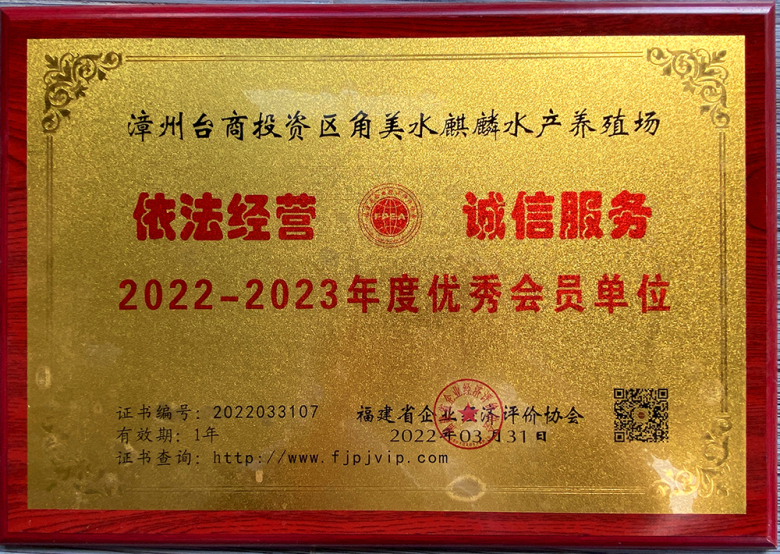 漳州台商投资区角美水麒麟水产养殖场
依法经营 FPEA 诚信服务
2022-2023年度优秀会员单位
证书编号: 2022033107
有效期: 1年
证书查询: http://www.fjpjvip.com
福建省企业经济评价协会
2022年03月31日